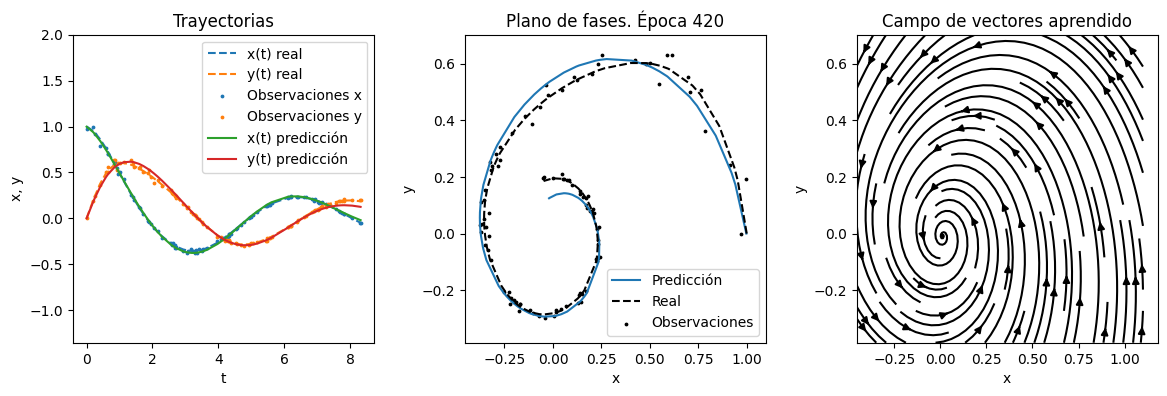 Trayectorias
x(t) real
y(t) real
Observaciones x
Observaciones y
x(t) predicción
y(t) predicción
2.0
1.5
1.0
0.5
0.0
−0.5
−1.0
x, y
0
2
4
6
8
t
Plano de fases. Época 420
0.6
0.4
0.2
0.0
−0.2
y
Predicción
Real
Observaciones
−0.25
0.00
0.25
0.50
0.75
1.00
x
Campo de vectores aprendido
0.6
0.4
0.2
0.0
−0.2
y
−0.25
0.00
0.25
0.50
0.75
1.00
x